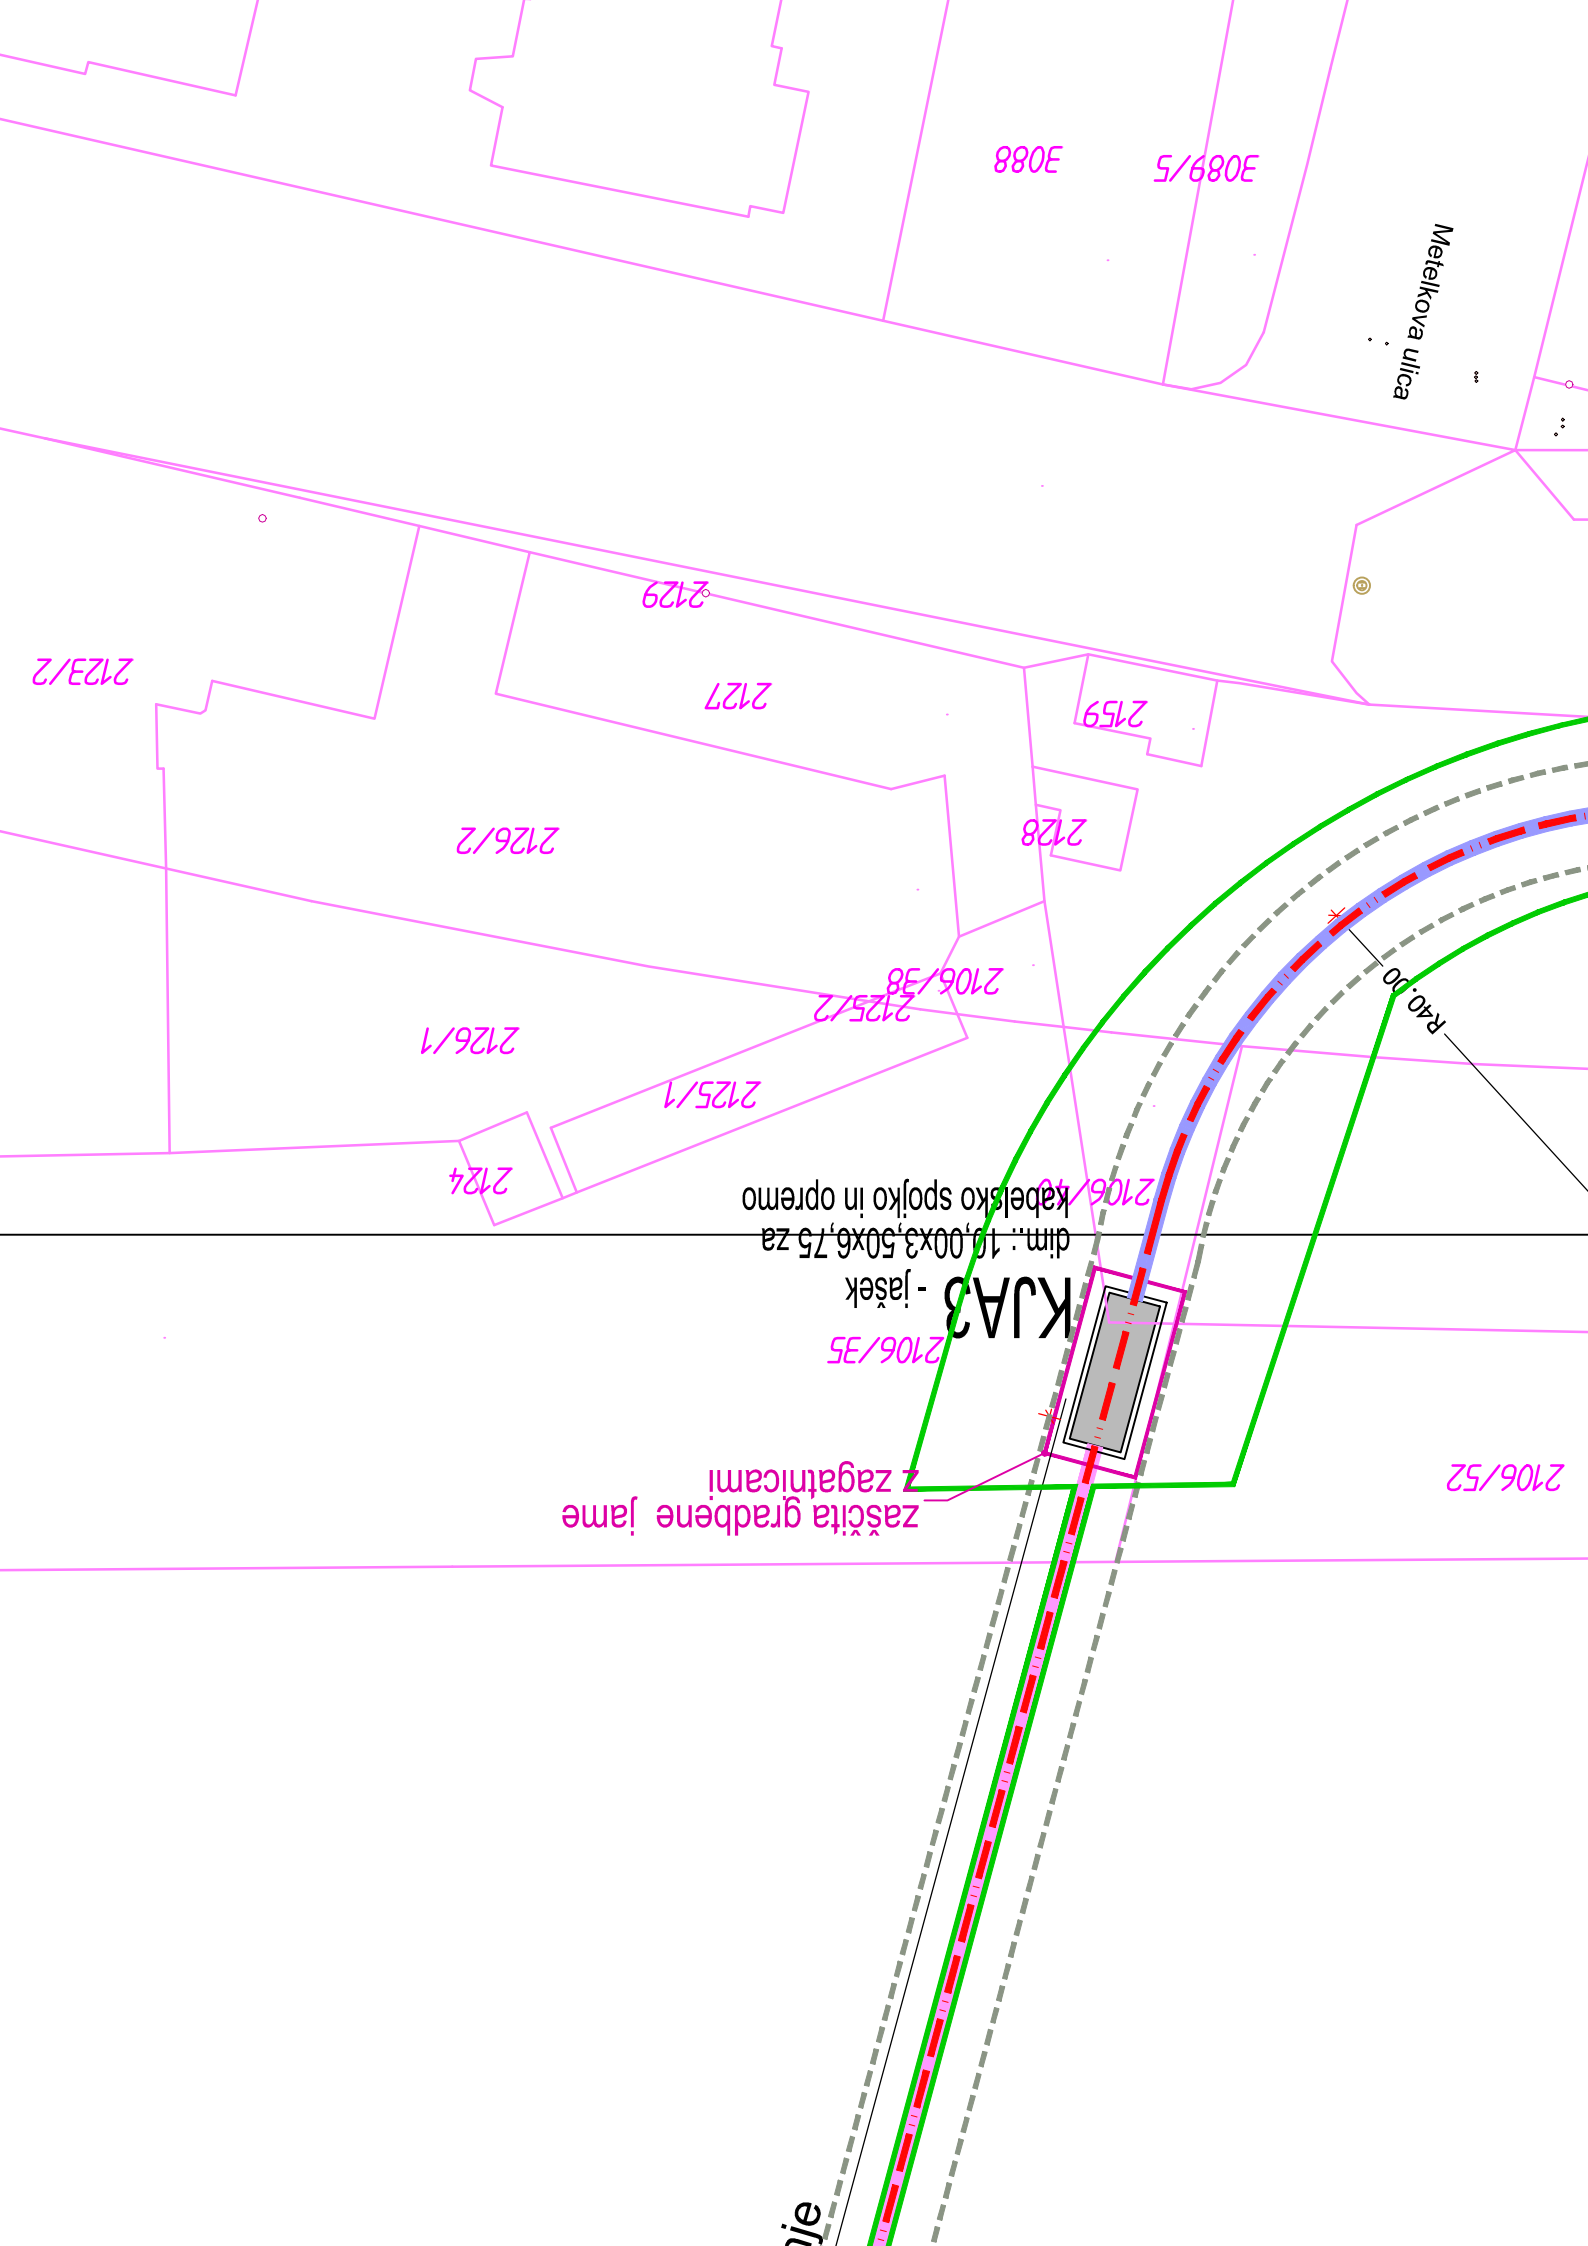 3088
3089/5
Metelkova ulica
2129
2123/2
2127
2159
2126/2
2128
2106/38
2125/2
R40.00
2126/1
2125/1
2124
2106/40
KJA3 - jašek
dim.: 10,00x3,50x6,75 za
kabelsko spojko in opremo
2106/35
zaščita gradbene jame
z zagatnicami
2106/52
nje